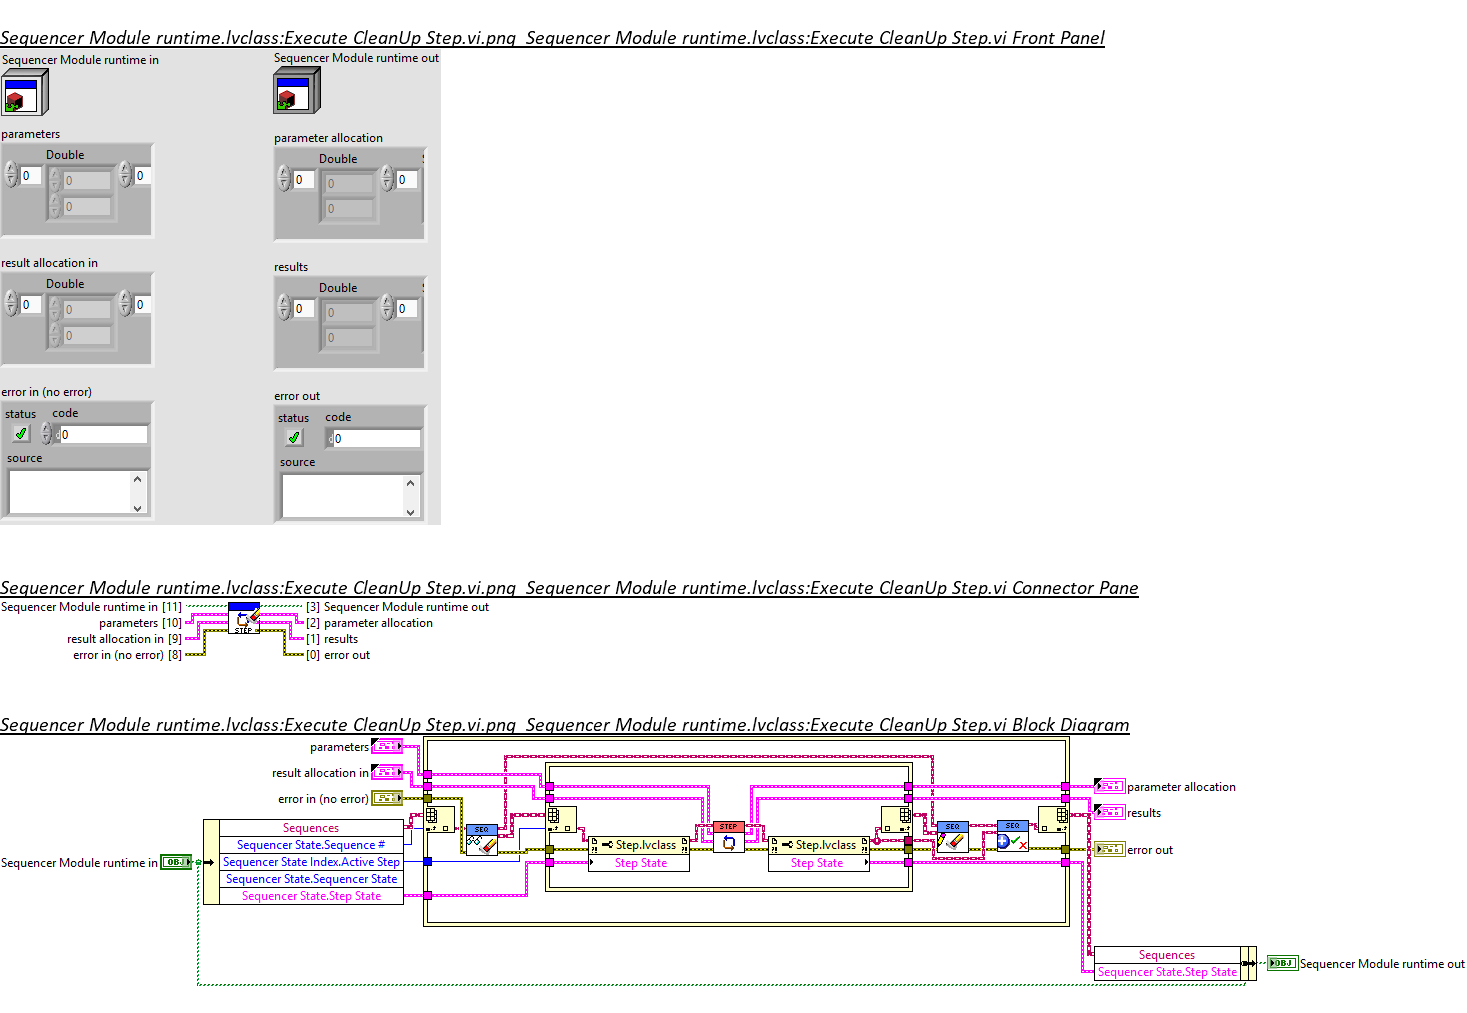 Sequencer Module runtime.lvclass:Execute CleanUp Step.vi.png Sequencer Module runtime.lvclass:Execute CleanUp Step.vi Front Panel
Sequencer Module runtime in
Sequencer Module runtime out
parameters
Double
0
0
0
0
parameter allocation
Double
0
0
0
0
result allocation in
Double
0
0
0
0
results
Double
0
0
0
0
error in (no error)
status
code
d0
source
error out
status
code
d0
source
Sequencer Module runtime.lvclass:Execute CleanUp Step.vi.png Sequencer Module runtime.lvclass:Execute CleanUp Step.vi Connector Pane
Sequencer Module runtime in [11]
parameters [10]
result allocation in [9]
error in (no error) [8]
STEP
[3] Sequencer Module runtime out
[2] parameter allocation
[1] results
[0] error out
Sequencer Module runtime.lvclass:Execute CleanUp Step.vi.png Sequencer Module runtime.lvclass:Execute CleanUp Step.vi Block Diagram
parameters
result allocation in
error in (no error)
Sequencer Module runtime in
OBJ
Sequences
Sequencer State.Sequence #
Sequencer State Index.Active Step
Sequencer State.Sequencer State
Sequencer State.Step State
SEQ
Step.lvclass
Step State
STEP
Step.lvclass
Step State
SEQ
SEQ
parameter allocation
results
error out
Sequences
Sequencer State.Step State
OBJ
Sequencer Module runtime out